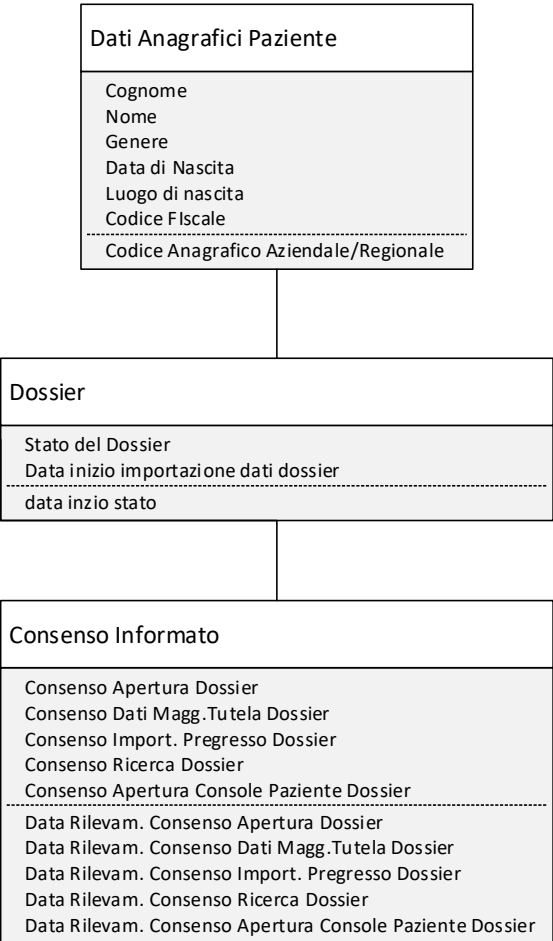 Dati Anagrafici Paziente
Cognome
Nome
Genere
Data di Nascita
Luogo di nascita
Codice FIscale
Codice Anagrafico Aziendale/Regionale
Dossier
Stato del Dossier
Data inizio importazione dati dossier
data inzio stato
Consenso Informato
Consenso Apertura Dossier
Consenso Dati Magg.Tutela Dossier
Consenso Import. Pregresso Dossier
Consenso Ricerca Dossier
Consenso Apertura Console Paziente Dossier
Data Rilevam. Consenso Apertura Dossier
Data Rilevam. Consenso Dati Magg.Tutela Dossier
Data Rilevam. Consenso Import. Pregresso Dossier
Data Rilevam. Consenso Ricerca Dossier
Data Rilevam. Consenso Apertura Console Paziente Dossier